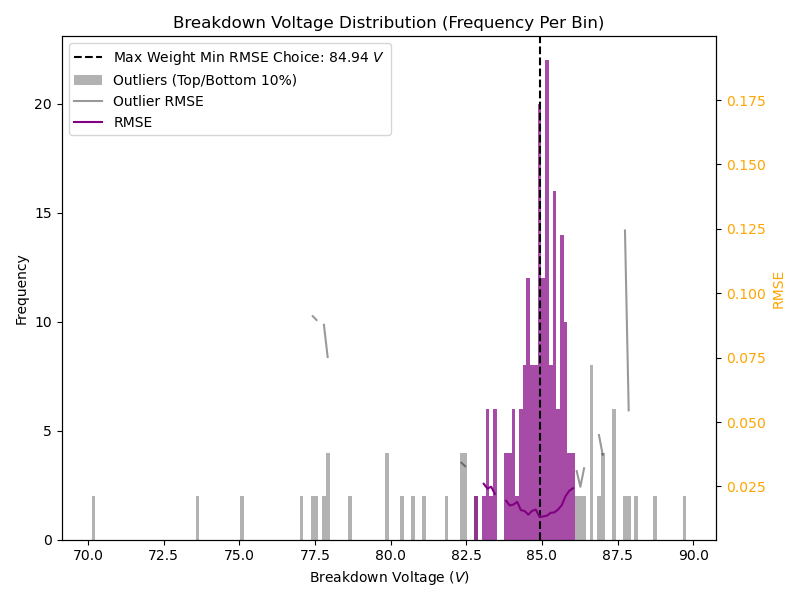 Breakdown Voltage Distribution (Frequency Per Bin)
Max Weight Min RMSE Choice: 84.94 V
Outliers (Top/Bottom 10%)
Outlier RMSE
RMSE
Frequency
20
15
10
5
0
0.175
0.150
0.125
0.100
0.075
0.050
0.025
RMSE
70.0 72.5 75.0 77.5 80.0 82.5 85.0 87.5 90.0
Breakdown Voltage (V)